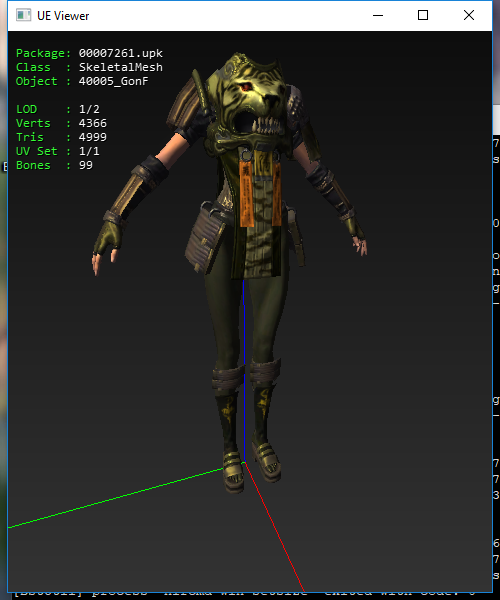 UE Viewer
Package: 00007261.upk
Class : SkeletalMesh
Object : 40005_GonF
LOD : 1/2
Verts : 4366
Tris : 4999
UV Set : 1/1
Bones : 99